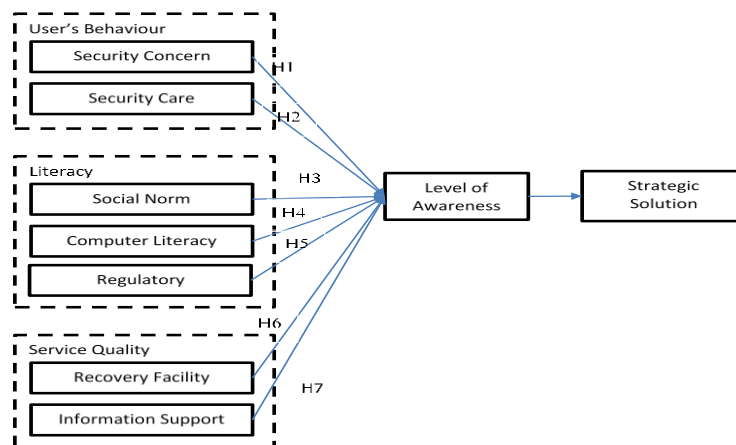 User's Behaviour
Security Concern
H1
Security Care
H2
Literacy
H3
Social Norm
H4
Computer Literacy
H5
Regulatory
Level of
Awareness
Strategic
Solution
H6
Service Quality
Recovery Facility
H7
Information Support